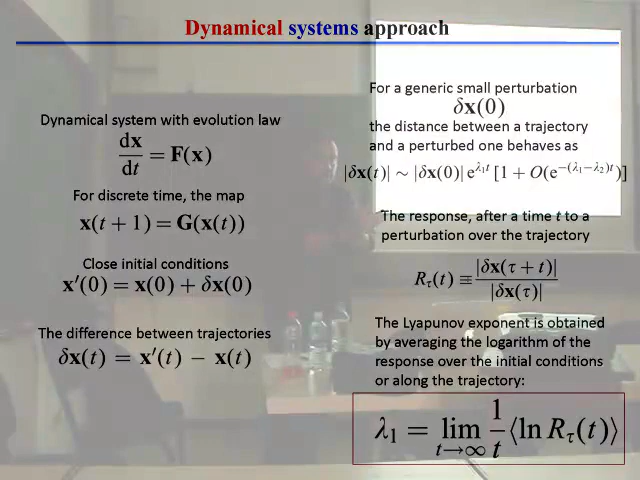 Dynamical systems approach
Dynamical system with evolution law
dx/dt = F(x)
For discrete time, the map
x(t + 1) = G(x(t))
Close initial conditions
x′(0) = x(0) + δx(0)
The difference between trajectories
δx(t) = x′(t) − x(t)
For a generic small perturbation
δx(0)
the distance between a trajectory
and a perturbed one behaves as
|δx(t)| ∼ |δx(0)| e^{λ₁t} [1 + O(e^{−(λ₁−λ₂)t})]
The response, after a time t to a
perturbation over the trajectory
R_τ(t) ≡ |δx(τ + t)| / |δx(τ)|
The Lyapunov exponent is obtained
by averaging the logarithm of the
response over the initial conditions
or along the trajectory:
λ₁ = lim_{t→∞} 1/t ⟨ln R_τ(t)⟩